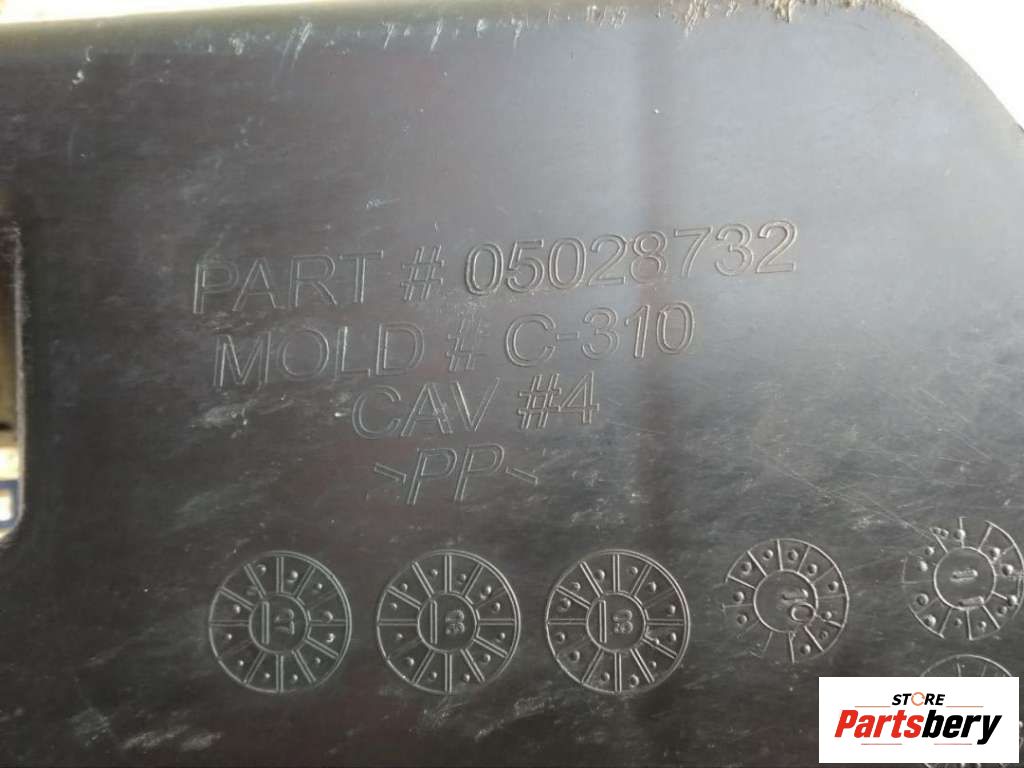 PART # 05028732
MOLD # C-310
CAV #4
>PP<
STORE
Partsbery